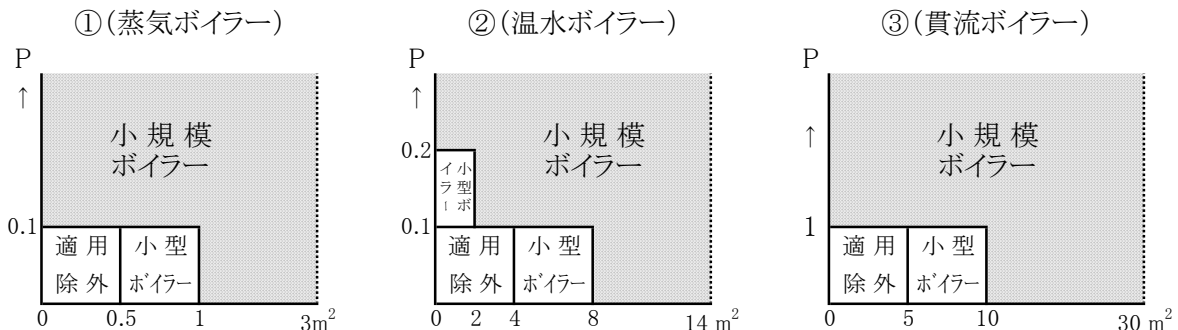 ①(蒸気ボイラー)
P
↑
小規模
ボイラー
0.1
適用
除外
小型
ボイラー
0
0.5
1
3m²
②(温水ボイラー)
P
↑
小規模
ボイラー
0.2
小型ボ
イラー
0.1
適用
除外
小型
ボイラー
0
2
4
8
14 m²
③(貫流ボイラー)
P
↑
小規模
ボイラー
1
適用
除外
小型
ボイラー
0
5
10
30 m²